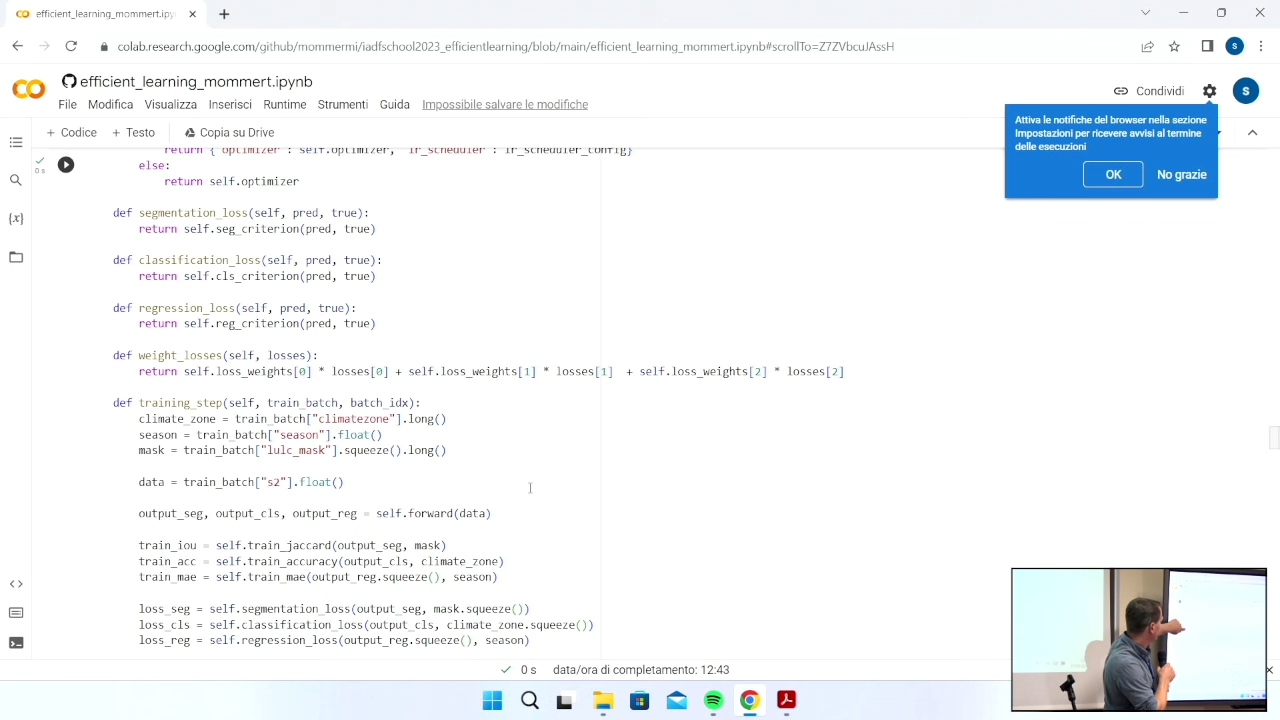 efficient_learning_mommert.ipyn
colab.research.google.com/github/mommermi/iadfschool2023_efficientlearning/blob/main/efficient_learning_mommert.ipynb#scrollTo=Z7ZVbcuJAssH
S
efficient_learning_mommert.ipynb
File Modifica Visualizza Inserisci Runtime Strumenti Guida Impossibile salvare le modifiche
Condividi
S
+ Codice + Testo Copia su Drive
Attiva le notifiche del browser nella sezione
Impostazioni per ricevere avvisi al termine
delle esecuzioni
OK No grazie
0 s
return {"optimizer": self.optimizer, "lr_scheduler": lr_scheduler_config}
else:
return self.optimizer
def segmentation_loss(self, pred, true):
return self.seg_criterion(pred, true)
def classification_loss(self, pred, true):
return self.cls_criterion(pred, true)
def regression_loss(self, pred, true):
return self.reg_criterion(pred, true)
def weight_losses(self, losses):
return self.loss_weights[0] * losses[0] + self.loss_weights[1] * losses[1]  + self.loss_weights[2] * losses[2]
def training_step(self, train_batch, batch_idx):
climate_zone = train_batch["climatezone"].long()
season = train_batch["season"].float()
mask = train_batch["lulc_mask"].squeeze().long()
data = train_batch["s2"].float()
output_seg, output_cls, output_reg = self.forward(data)
train_iou = self.train_jaccard(output_seg, mask)
train_acc = self.train_accuracy(output_cls, climate_zone)
train_mae = self.train_mae(output_reg.squeeze(), season)
loss_seg = self.segmentation_loss(output_seg, mask.squeeze())
loss_cls = self.classification_loss(output_cls, climate_zone.squeeze())
loss_reg = self.regression_loss(output_reg.squeeze(), season)
0 s data/ora di completamento: 12:43